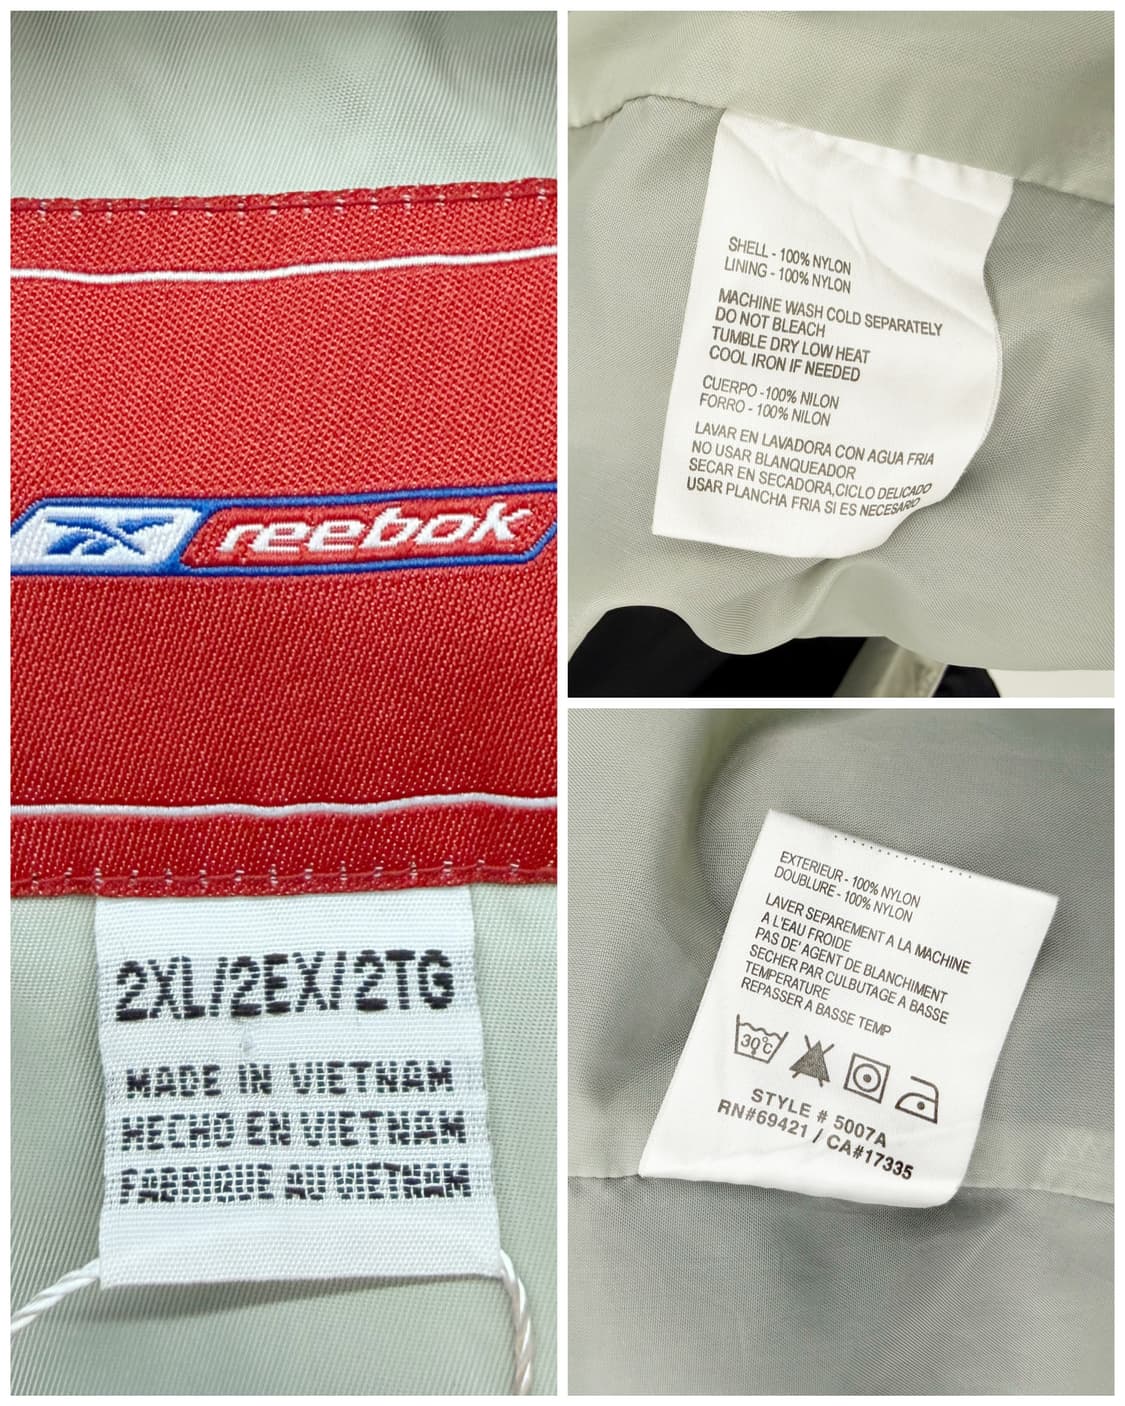 reebok
2XL/2EX/2TG
MADE IN VIETNAM
HECHO EN VIETNAM
FABRIQUE AU VIETNAM
SHELL - 100% NYLON
LINING - 100% NYLON
MACHINE WASH COLD SEPARATELY
DO NOT BLEACH
TUMBLE DRY LOW HEAT
COOL IRON IF NEEDED
CUERPO -100% NILON
FORRO - 100% NILON
LAVAR EN LAVADORA CON AGUA FRIA
NO USAR BLANQUEADOR
SECAR EN SECADORA,CICLO DELICADO
USAR PLANCHA FRIA SI ES NECESARIO
EXTERIEUR - 100% NYLON
DOUBLURE - 100% NYLON
LAVER SEPAREMENT A LA MACHINE
A L'EAU FROIDE
PAS DE' AGENT DE BLANCHIMENT
SECHER PAR CULBUTAGE A BASSE
TEMPERATURE
REPASSER A BASSE TEMP
30°C
STYLE # 5007A
RN#69421 / CA#17335